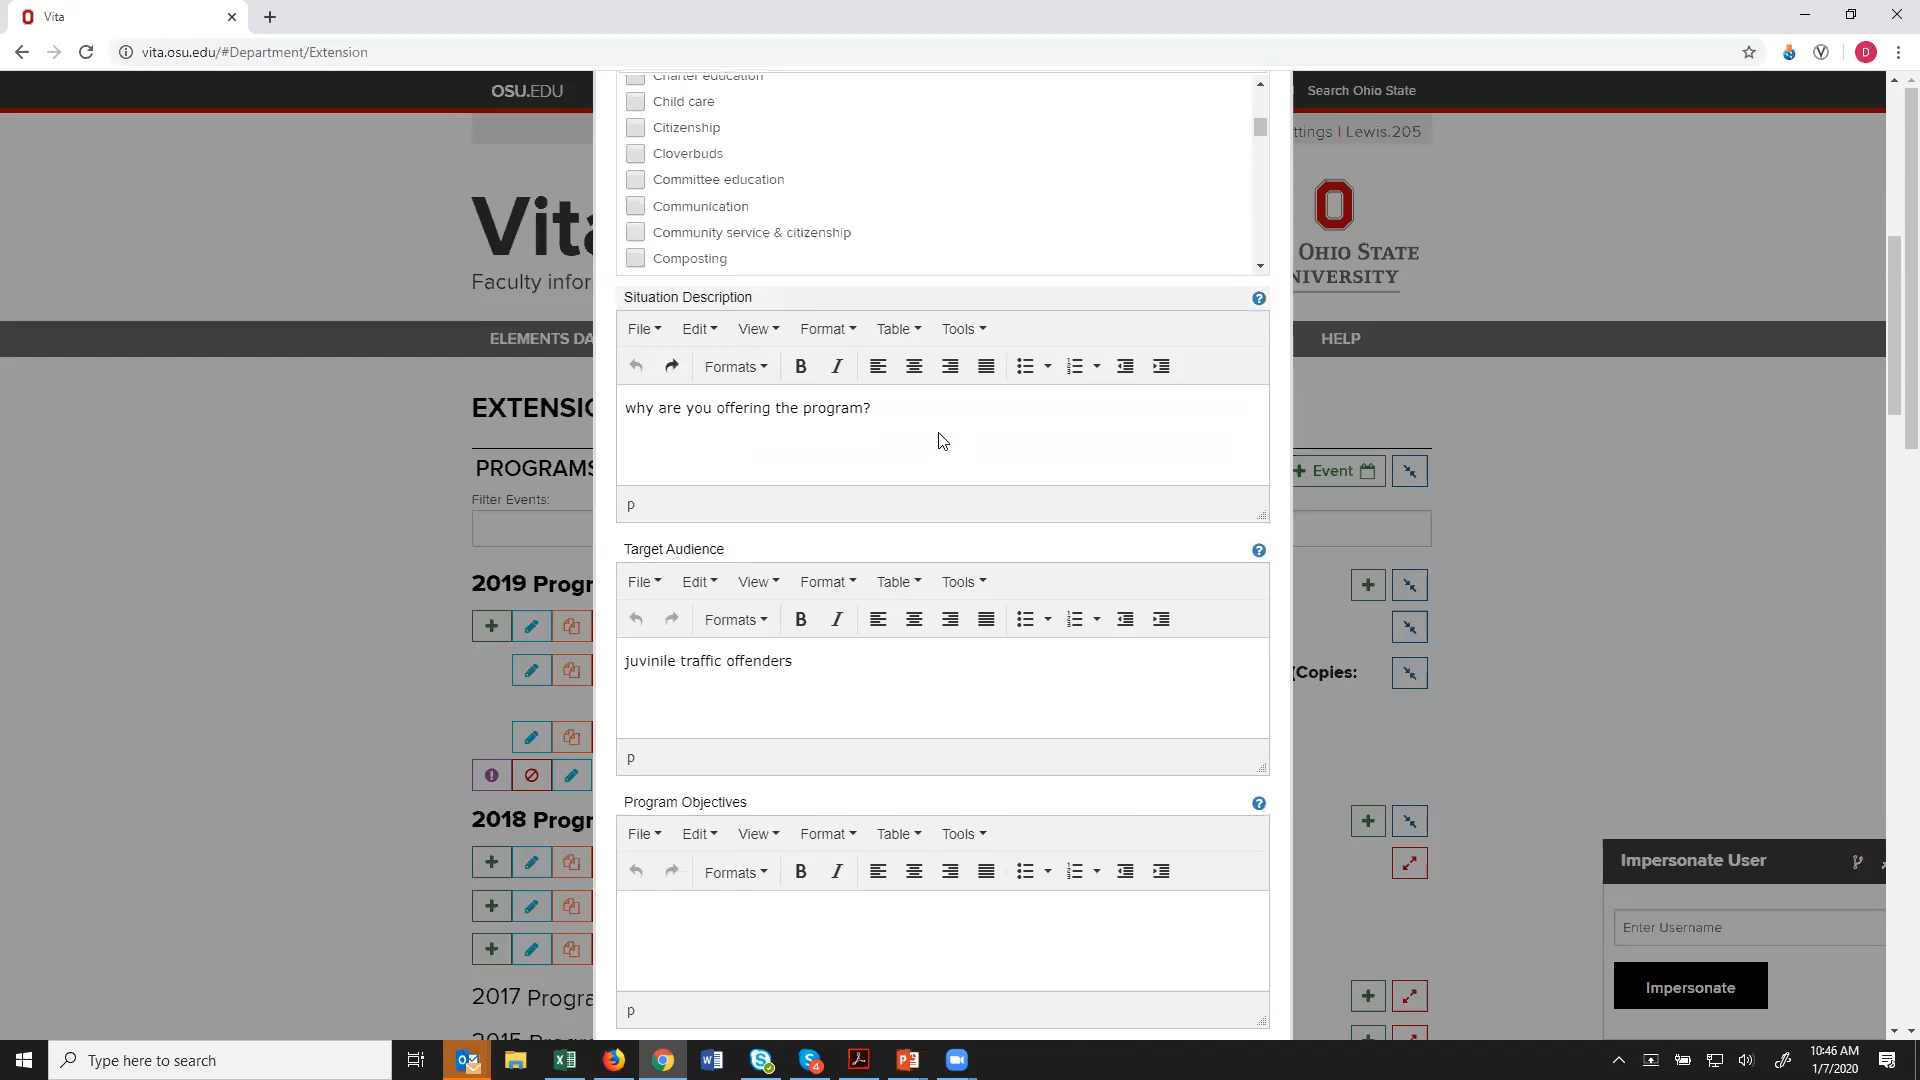 Vita
vita.osu.edu/#Department/Extension
D
OSU.EDU
Search Ohio State
ttings | Lewis.205
Charter education
Child care
Citizenship
Cloverbuds
Committee education
Communication
Community service & citizenship
Composting
Vita
Faculty infor
OHIO STATE
NIVERSITY
ELEMENTS DA
HELP
Situation Description
File Edit View Format Table Tools
Formats B I
why are you offering the program?
p
EXTENSIO
PROGRAMS
Event
Filter Events:
Target Audience
File Edit View Format Table Tools
Formats B I
juvinile traffic offenders
p
2019 Progr
(Copies:
Program Objectives
File Edit View Format Table Tools
Formats B I
p
2018 Progr
2017 Progra
Impersonate User
Enter Username
Impersonate
Type here to search
4
10:46 AM
1/7/2020